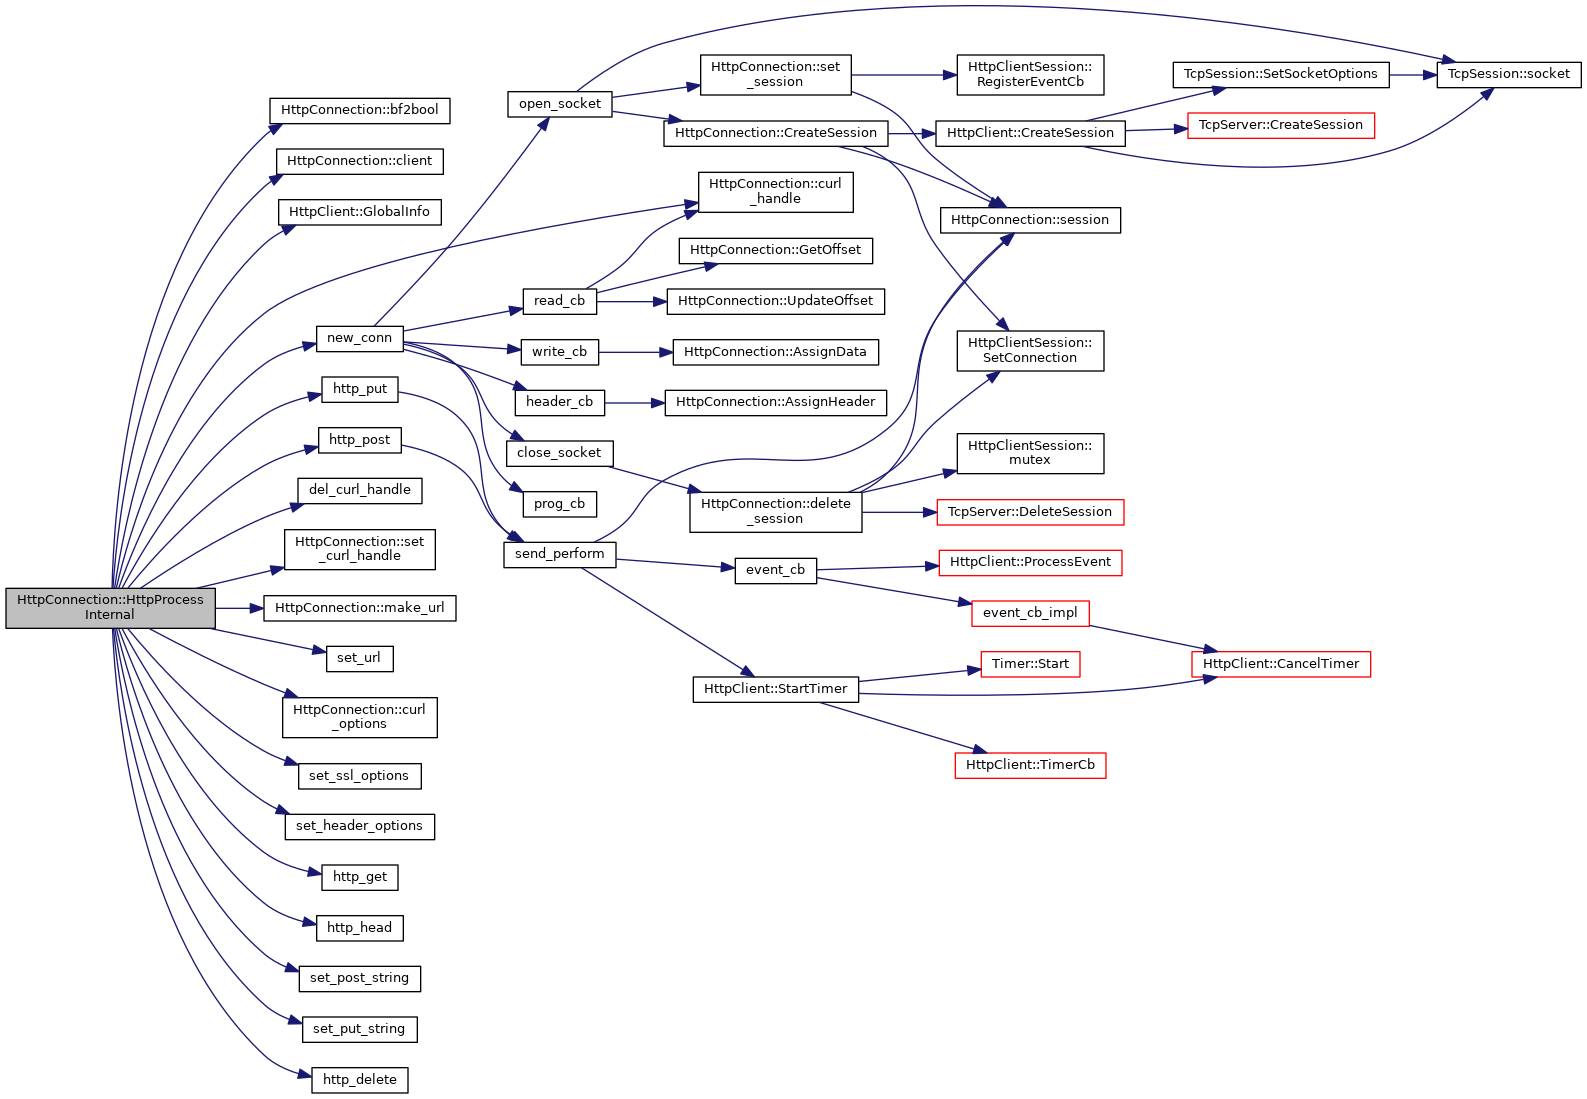 HttpConnection::HttpProcess
Internal
HttpConnection::bf2bool
HttpConnection::client
HttpClient::GlobalInfo
new_conn
http_put
http_post
del_curl_handle
HttpConnection::set
_curl_handle
HttpConnection::make_url
set_url
HttpConnection::curl
_options
set_ssl_options
set_header_options
http_get
http_head
set_post_string
set_put_string
http_delete
open_socket
read_cb
write_cb
header_cb
close_socket
prog_cb
send_perform
HttpConnection::set
_session
HttpConnection::CreateSession
HttpConnection::curl
_handle
HttpConnection::GetOffset
HttpConnection::UpdateOffset
HttpConnection::AssignData
HttpConnection::AssignHeader
HttpConnection::delete
_session
event_cb
HttpClient::StartTimer
HttpClientSession::
RegisterEventCb
HttpClient::CreateSession
HttpConnection::session
HttpClientSession::
SetConnection
HttpClientSession::
mutex
TcpServer::DeleteSession
HttpClient::ProcessEvent
event_cb_impl
Timer::Start
HttpClient::TimerCb
TcpSession::SetSocketOptions
TcpServer::CreateSession
HttpClient::CancelTimer
TcpSession::socket